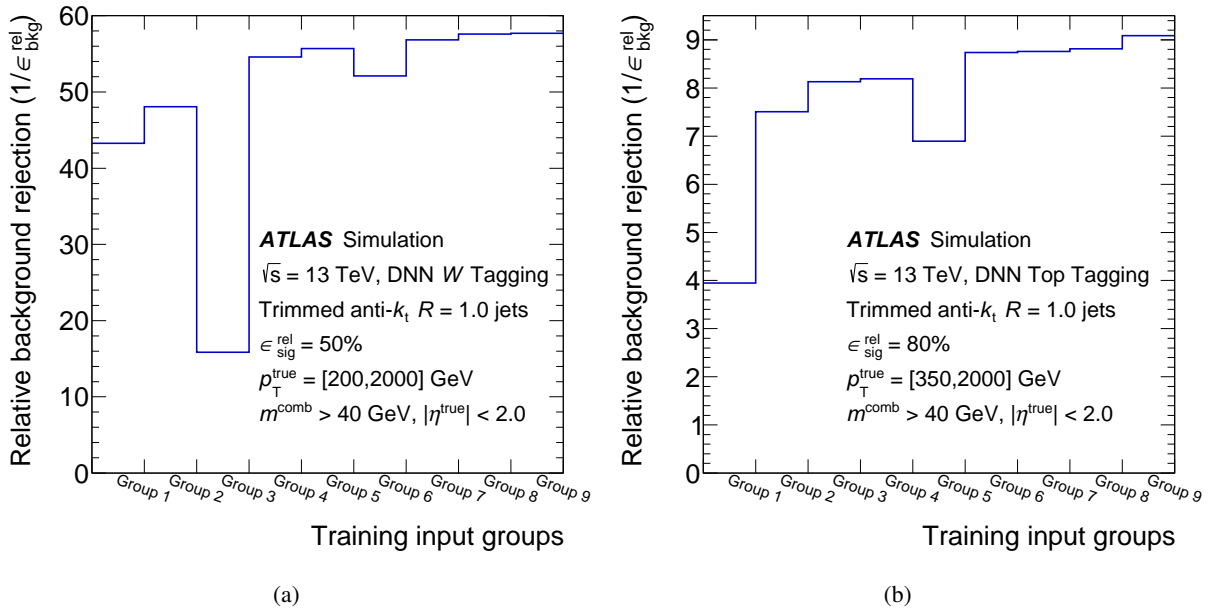 Relative background rejection (1/ϵ^rel_bkg)
60
50
40
30
20
10
0
ATLAS Simulation
√s = 13 TeV, DNN W Tagging
Trimmed anti-k_t R = 1.0 jets
ϵ^rel_sig = 50%
p_T^true = [200,2000] GeV
m^comb > 40 GeV, |η^true| < 2.0
Group 1 Group 2 Group 3 Group 4 Group 5 Group 6 Group 7 Group 8 Group 9
Training input groups
(a)
Relative background rejection (1/ϵ^rel_bkg)
9
8
7
6
5
4
3
2
1
0
ATLAS Simulation
√s = 13 TeV, DNN Top Tagging
Trimmed anti-k_t R = 1.0 jets
ϵ^rel_sig = 80%
p_T^true = [350,2000] GeV
m^comb > 40 GeV, |η^true| < 2.0
Group 1 Group 2 Group 3 Group 4 Group 5 Group 6 Group 7 Group 8 Group 9
Training input groups
(b)